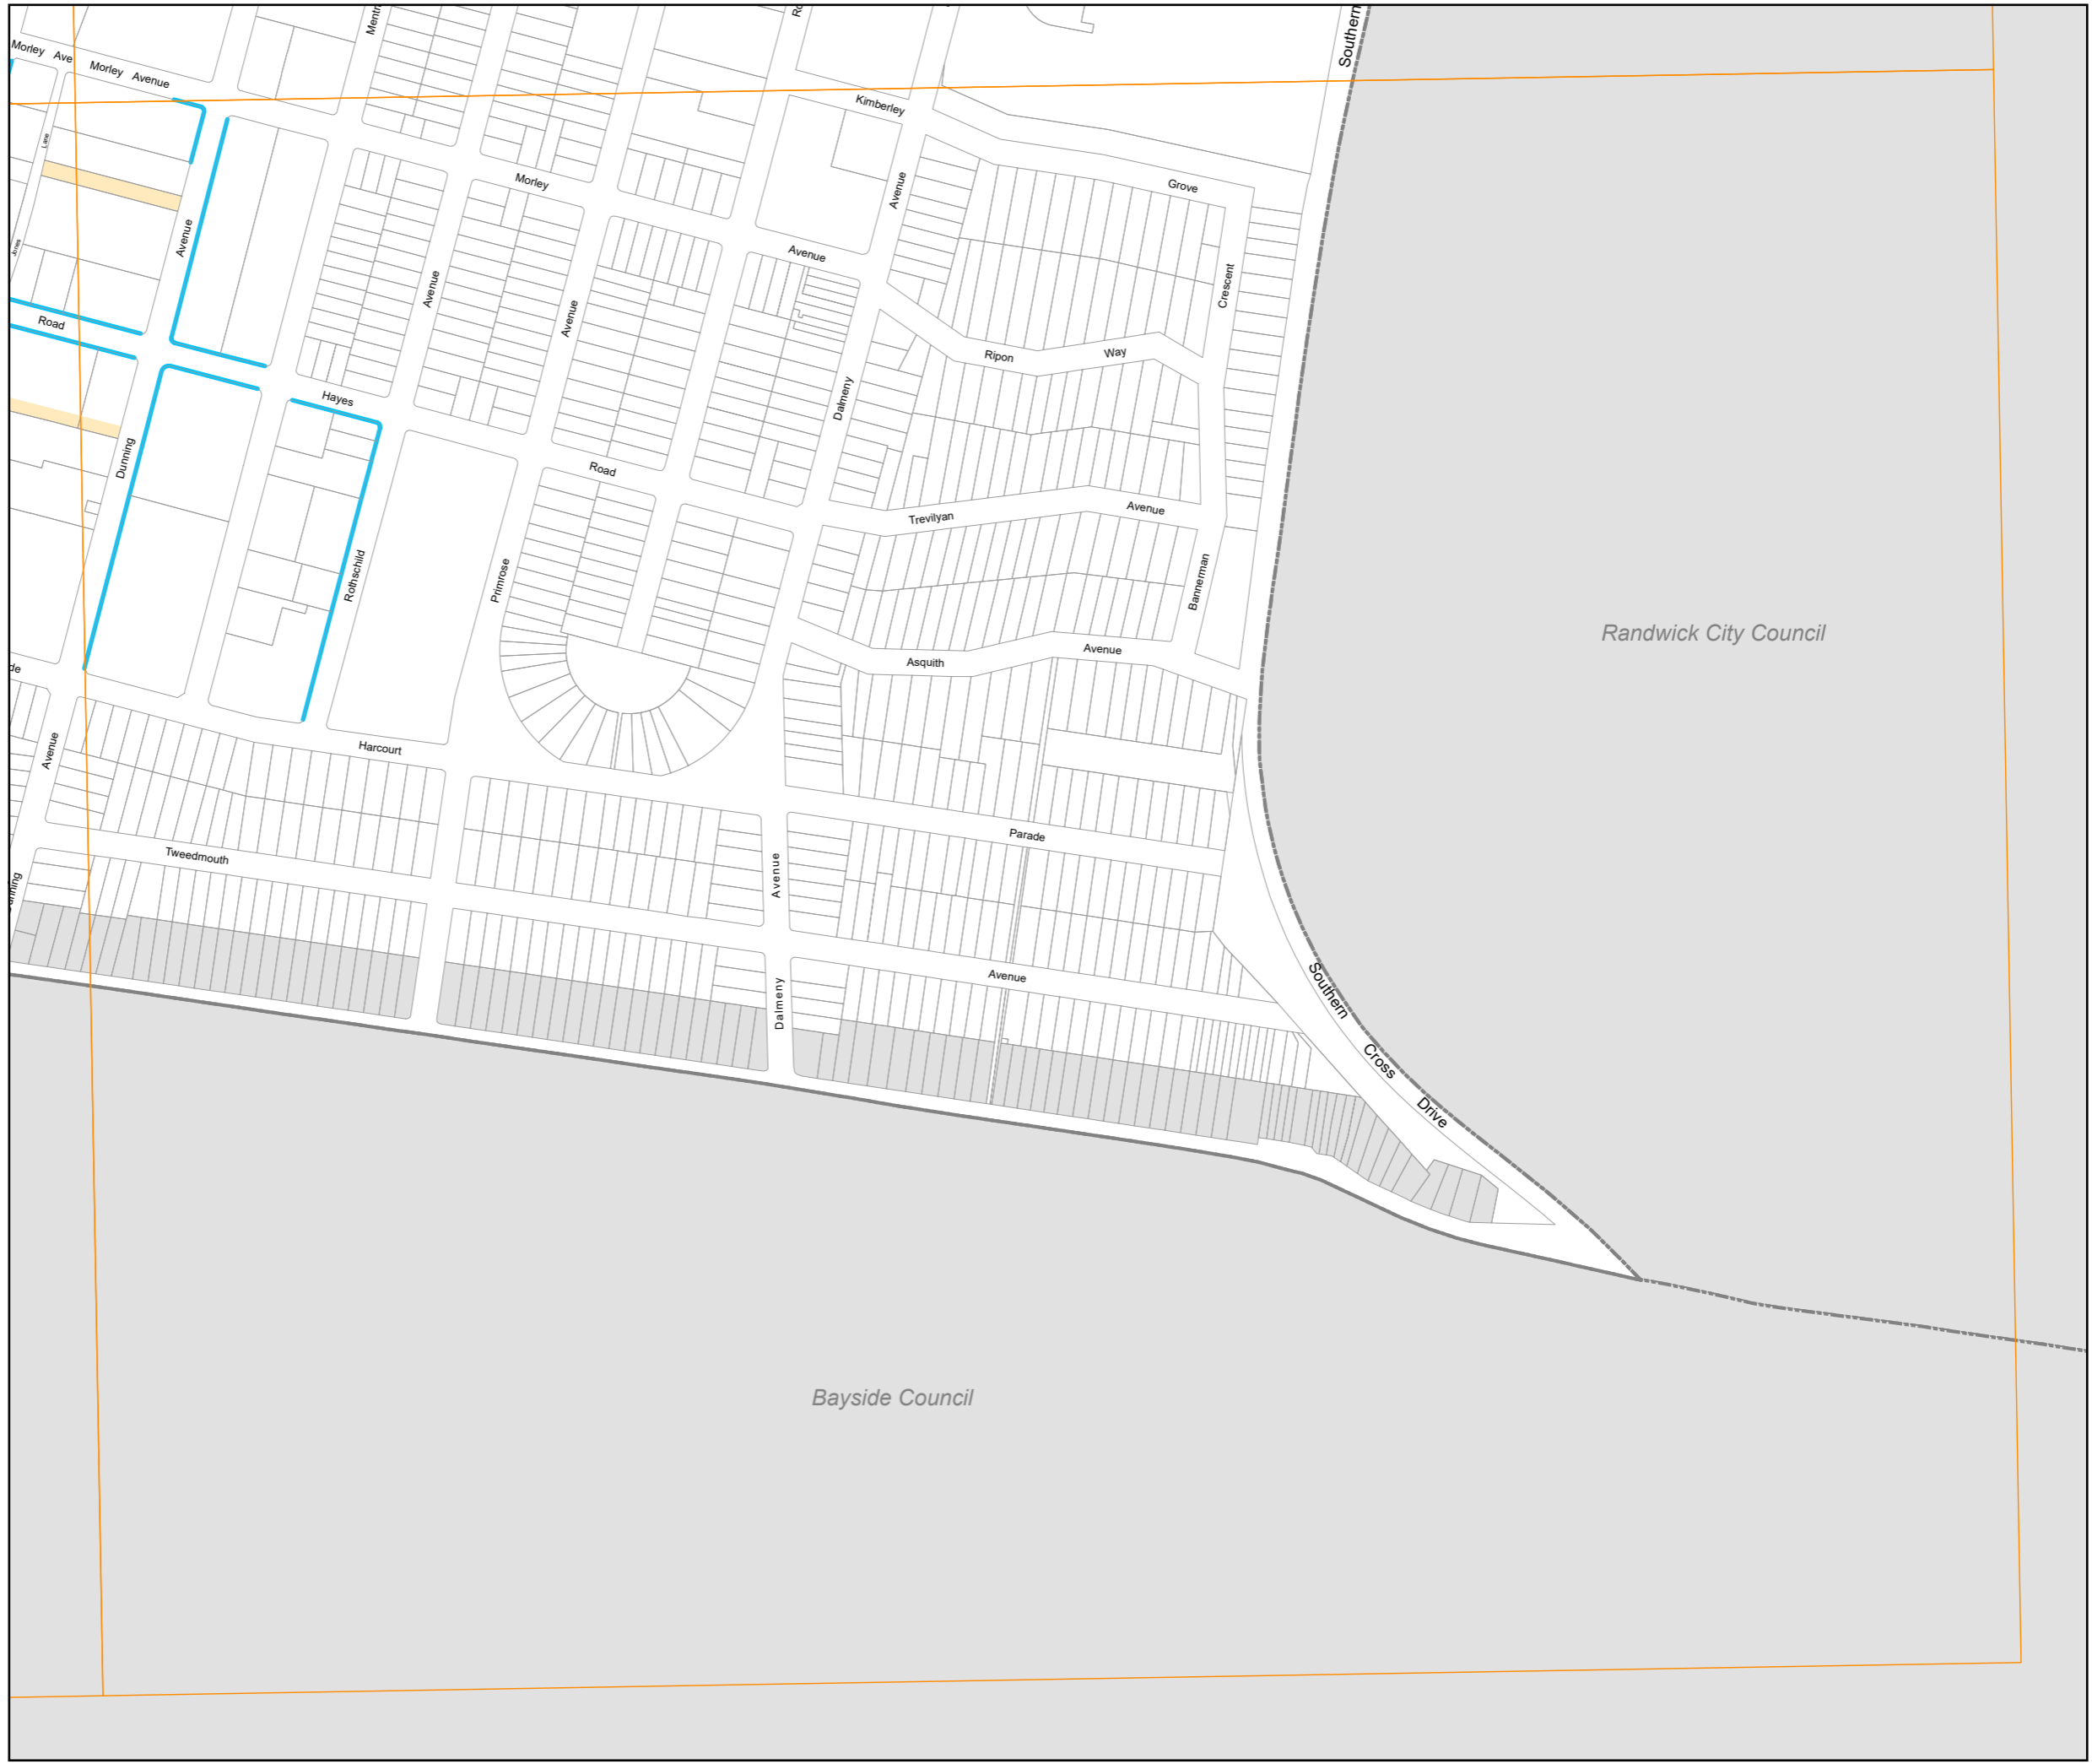 Southern
Morley Ave
Morley Avenue
Kimberley
Lane
Grove
Morley
Avenue
Avenue
Avenue
Jones
Crescent
Avenue
Avenue
Road
Ripon Way
Dalmeny
Hayes
Dunning
Road
Trevilyan Avenue
Rothschild
Primrose
Bannerman
Randwick City Council
Asquith Avenue
Avenue
Harcourt
Parade
Tweedmouth
Avenue
Avenue
Dalmeny
Southern
Cross
Drive
Bayside Council